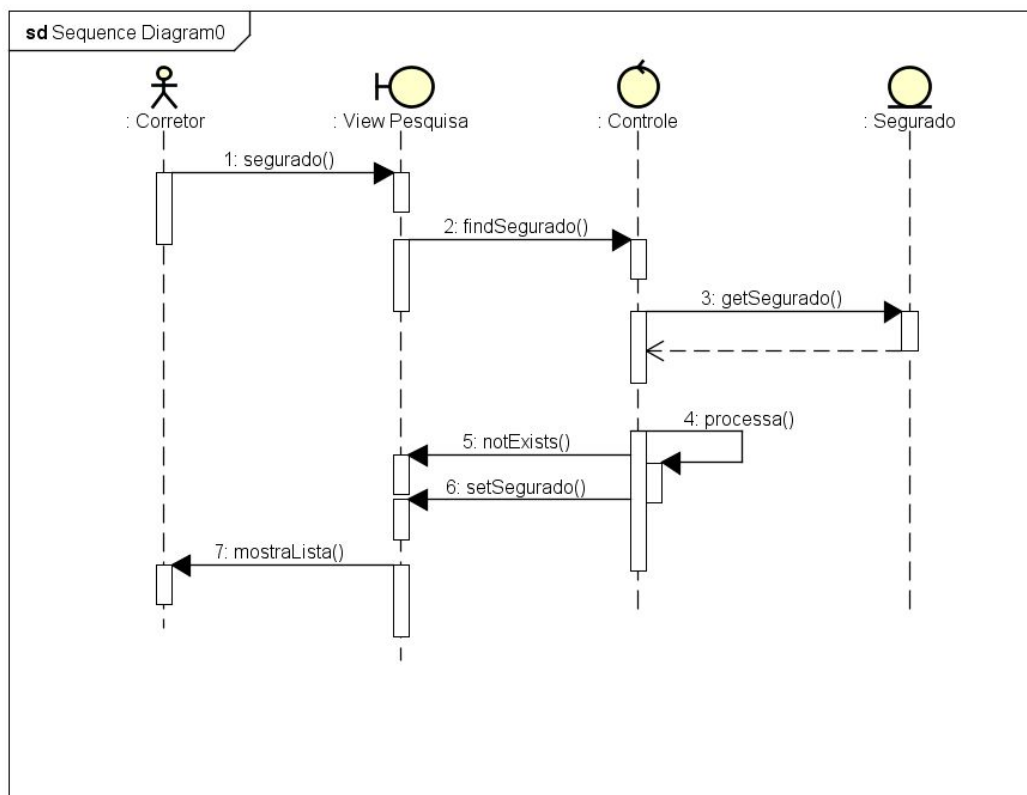 sd Sequence Diagram0
: Corretor
: View Pesquisa
: Controle
: Segurado
1: segurado()
2: findSegurado()
3: getSegurado()
4: processa()
5: notExists()
6: setSegurado()
7: mostraLista()